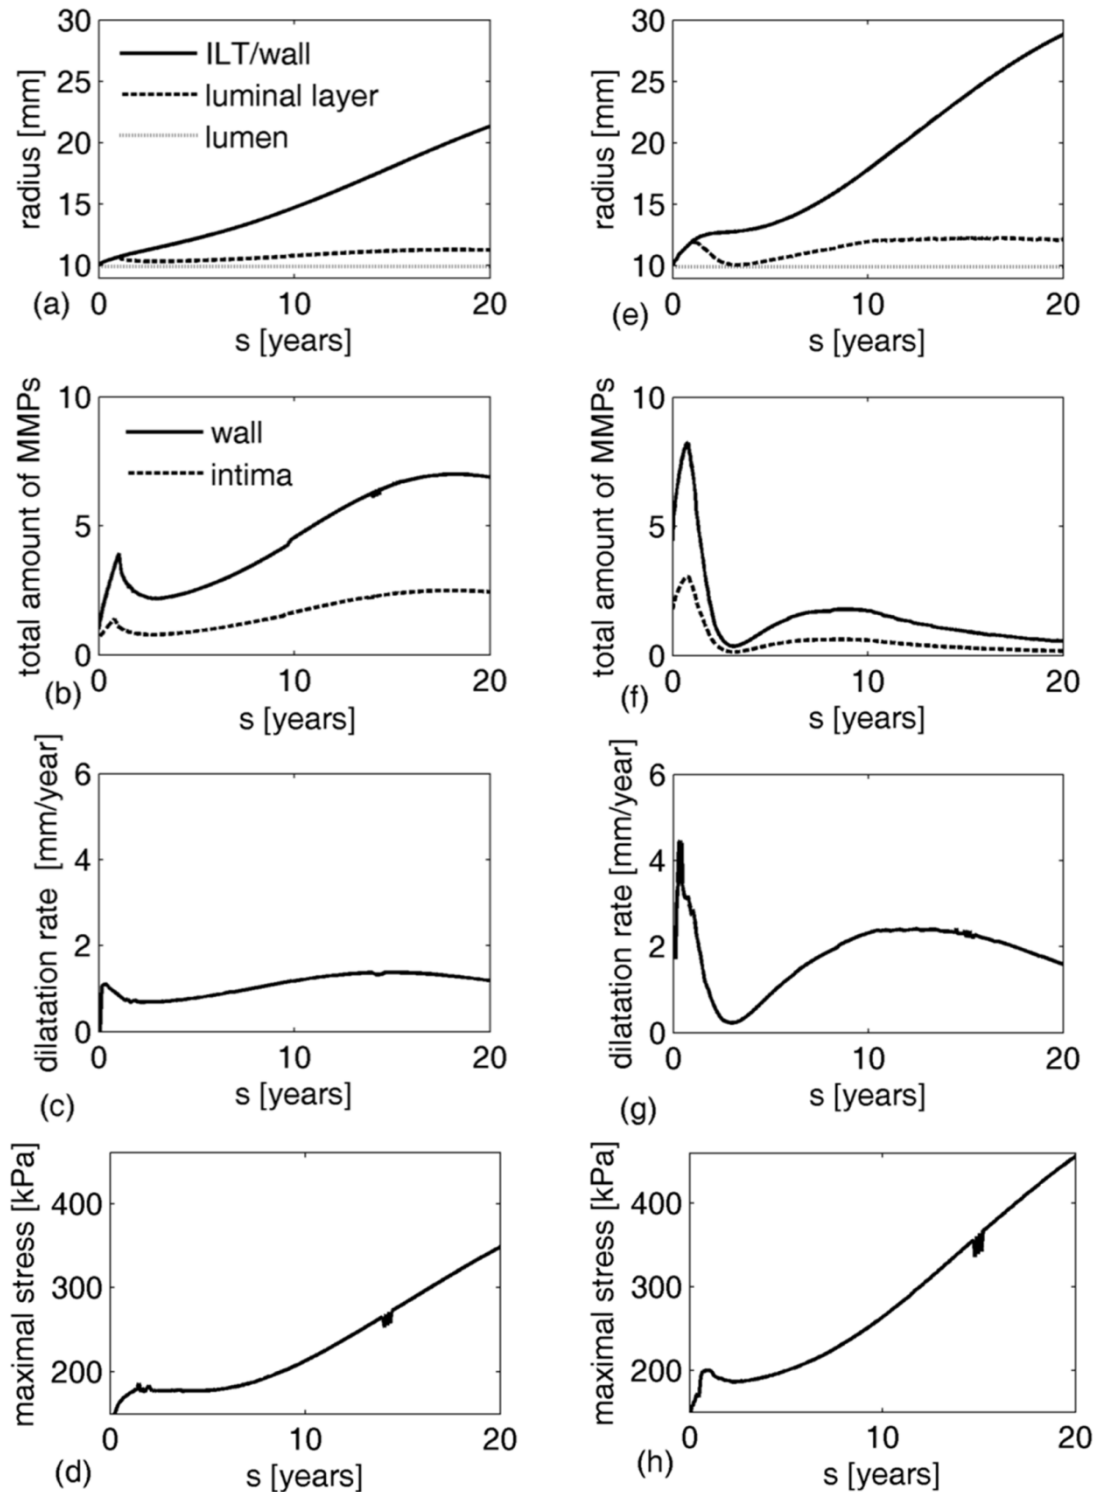 30
25
20
15
10
radius [mm]
ILT/wall
luminal layer
lumen
0 10 20
(a)
s [years]
30
25
20
15
10
radius [mm]
0 10 20
(e)
s [years]
10
5
0
total amount of MMPs
wall
intima
0 10 20
(b)
s [years]
10
5
0
total amount of MMPs
0 10 20
(f)
s [years]
6
4
2
0
dilatation rate [mm/year]
0 10 20
(c)
s [years]
6
4
2
0
dilatation rate [mm/year]
0 10 20
(g)
s [years]
400
300
200
maximal stress [kPa]
0 10 20
(d)
s [years]
400
300
200
maximal stress [kPa]
0 10 20
(h)
s [years]